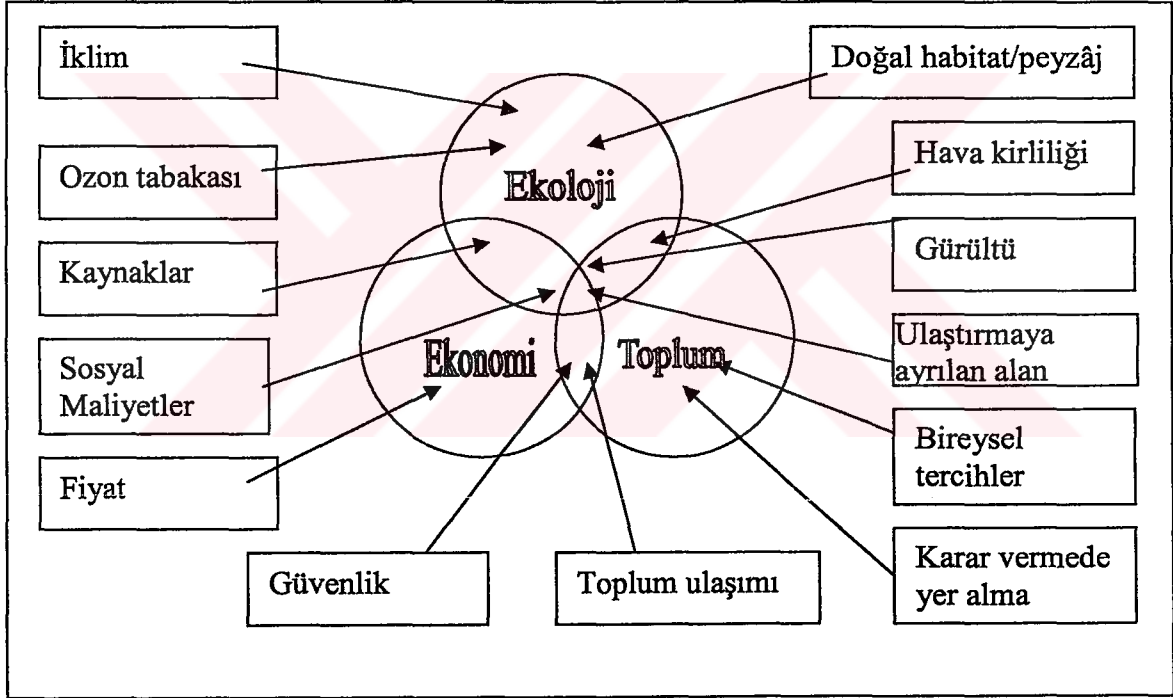 İklim
Doğal habitat/peyzâj
Ozon tabakası
Hava kirliliği
Ekoloji
Kaynaklar
Gürültü
Sosyal
Maliyetler
Ekonomi
Toplum
Ulaştırmaya
ayrılan alan
Fiyat
Bireysel
tercihler
Güvenlik
Toplum ulaşımı
Karar vermede
yer alma